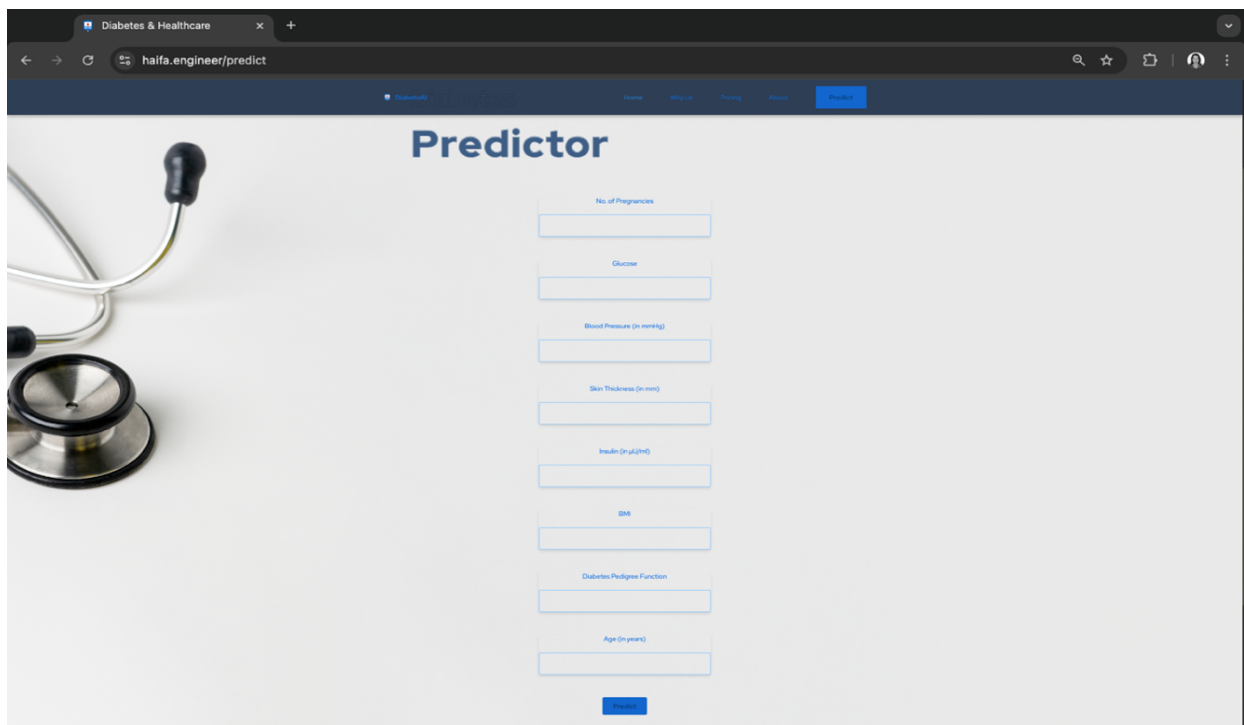 Diabetes & Healthcare
haifa.engineer/predict
DiabetesAI Home Why Us Pricing About Predict
Predictor
No. of Pregnancies
Glucose
Blood Pressure (in mmHg)
Skin Thickness (in mm)
Insulin (in µU/ml)
BMI
Diabetes Pedigree Function
Age (in years)
Predict